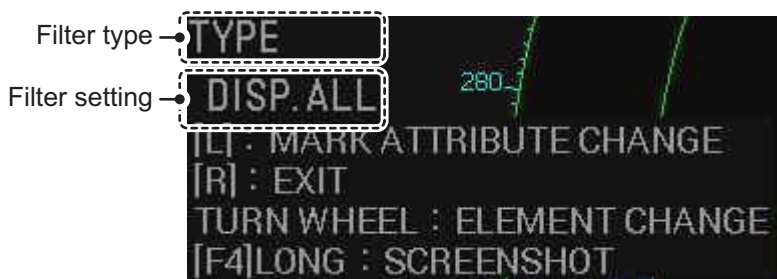 Filter type
TYPE
Filter setting
DISP.ALL
280
[L] : MARK ATTRIBUTE CHANGE
[R] : EXIT
TURN WHEEL : ELEMENT CHANGE
[F4]LONG : SCREENSHOT